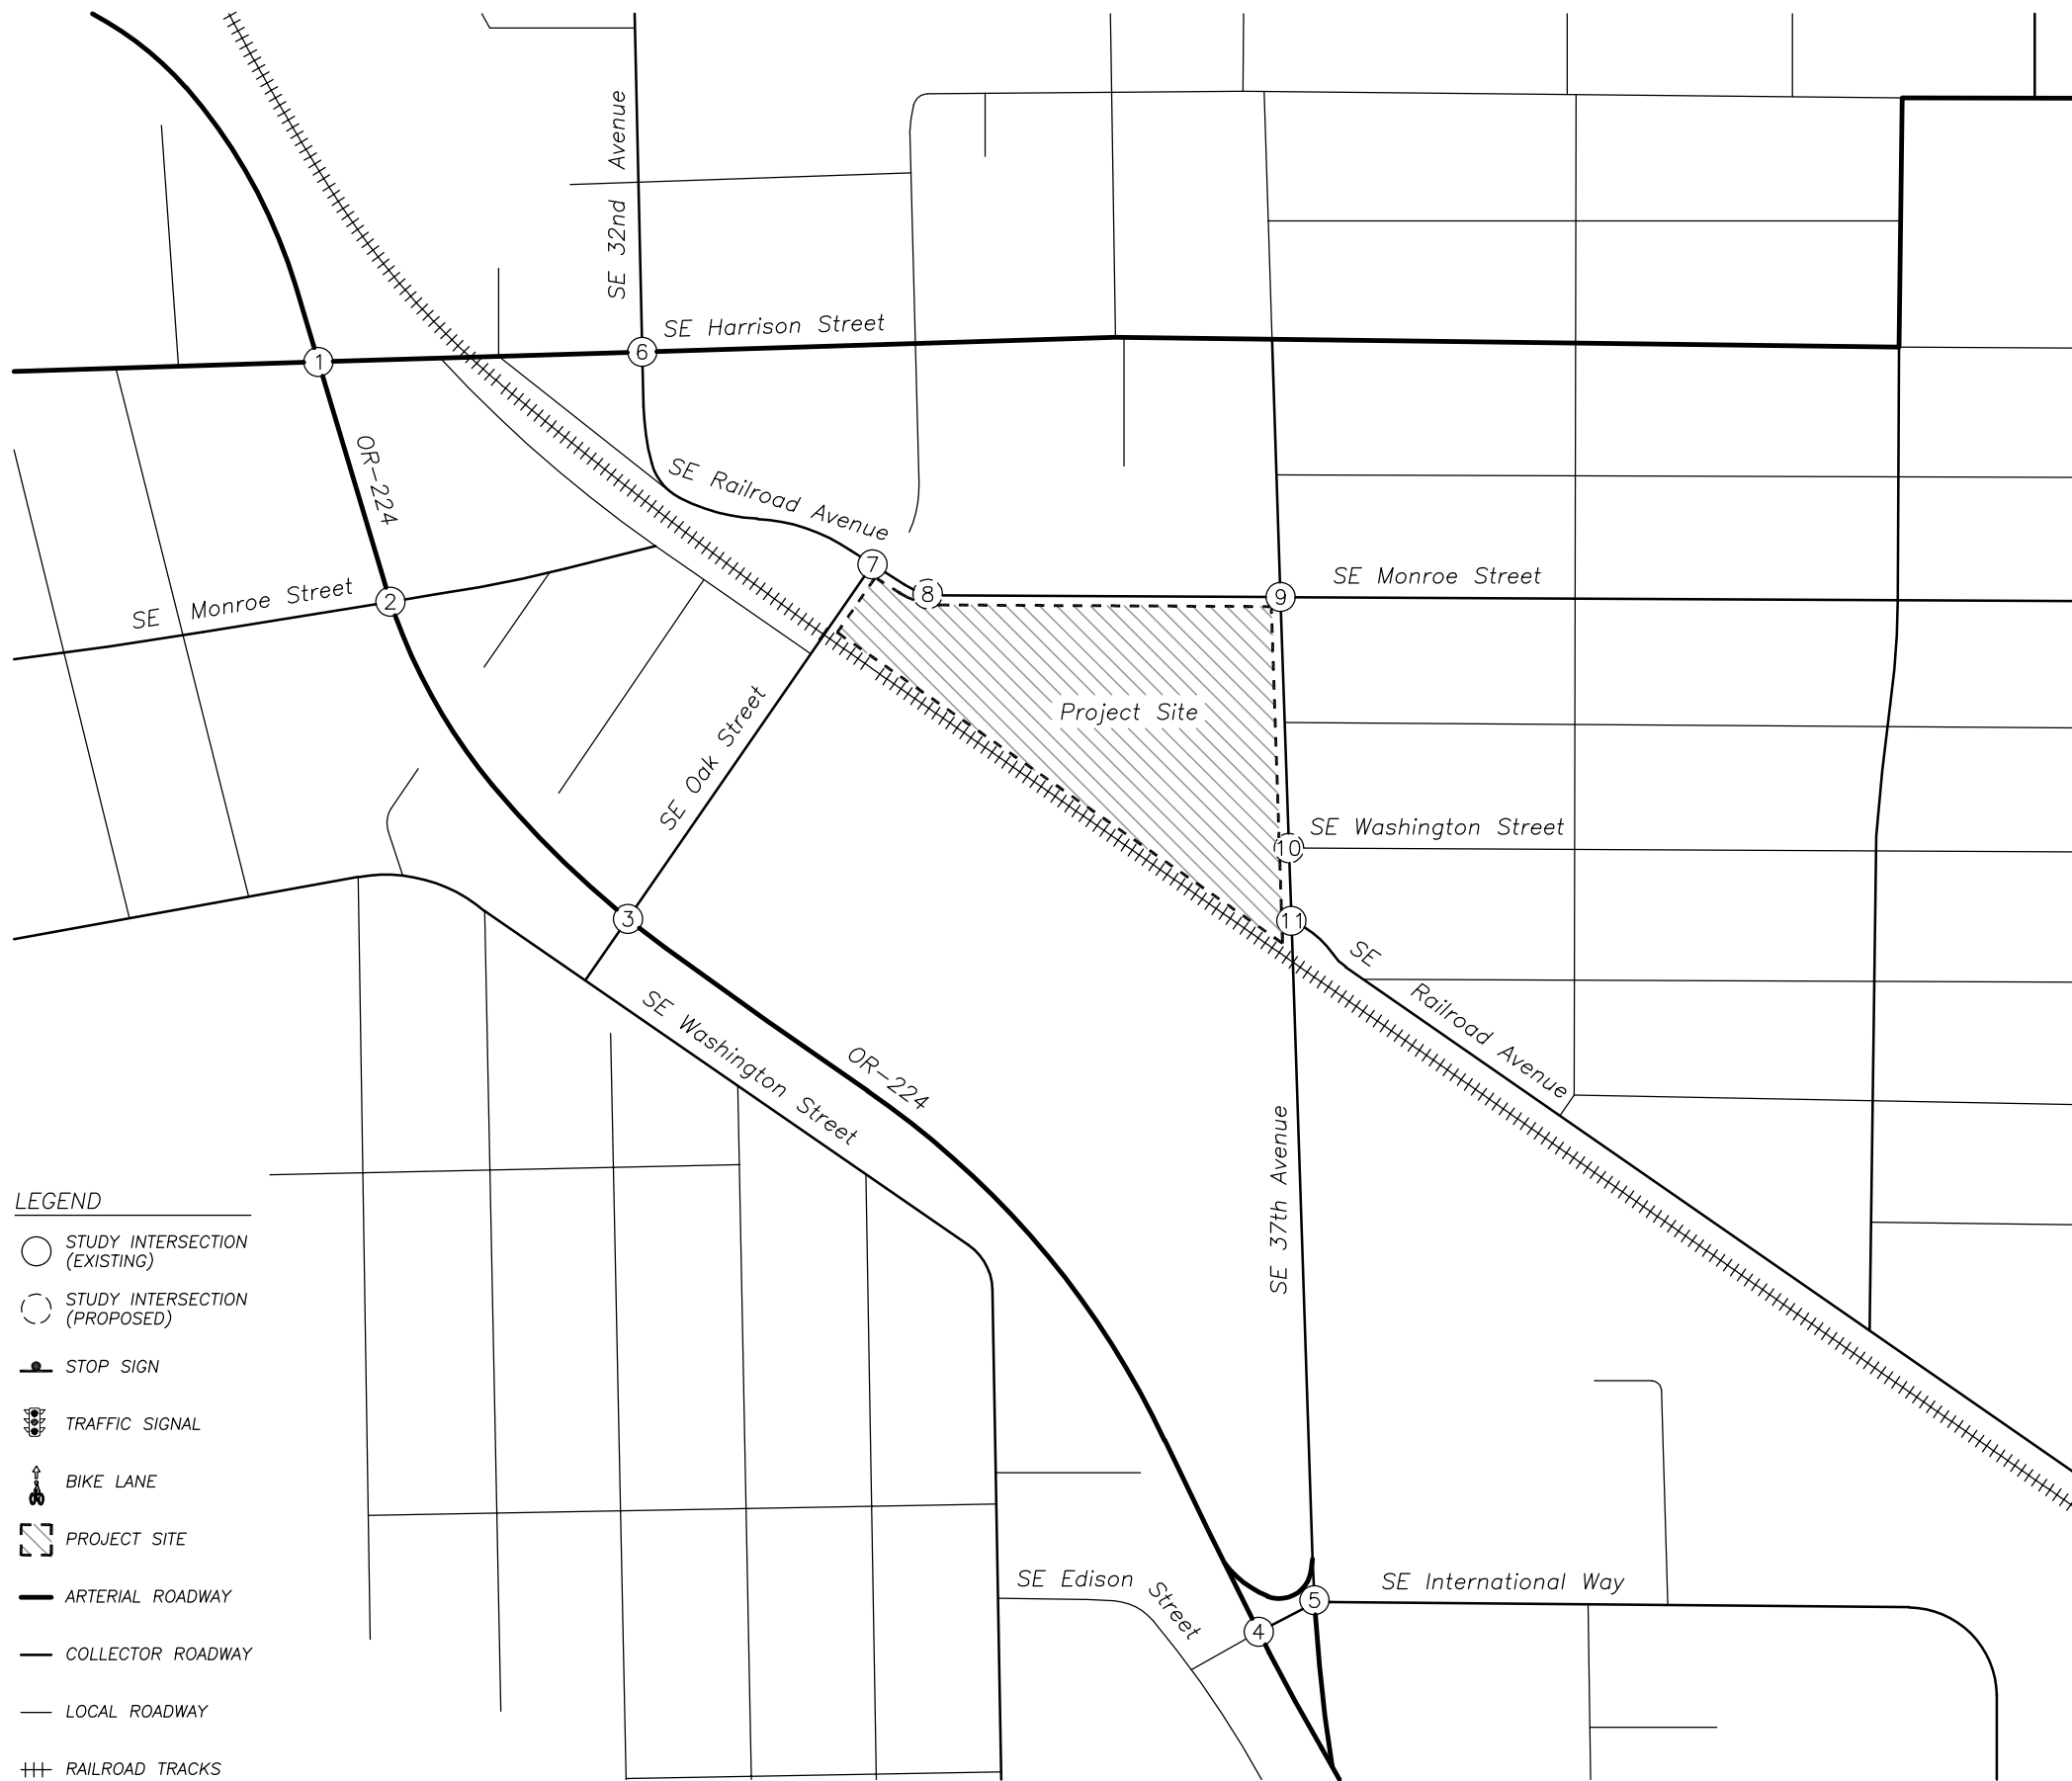 SE 32nd Avenue
SE Harrison Street
1
6
OR-224
SE Railroad Avenue
7
8
9
SE Monroe Street
SE Monroe Street
2
SE Oak Street
Project Site
SE Washington Street
10
3
11
SE Railroad Avenue
SE Washington Street
OR-224
SE 37th Avenue
SE Edison Street
SE International Way
5
4
LEGEND
STUDY INTERSECTION
(EXISTING)
STUDY INTERSECTION
(PROPOSED)
STOP SIGN
TRAFFIC SIGNAL
BIKE LANE
PROJECT SITE
ARTERIAL ROADWAY
COLLECTOR ROADWAY
LOCAL ROADWAY
RAILROAD TRACKS